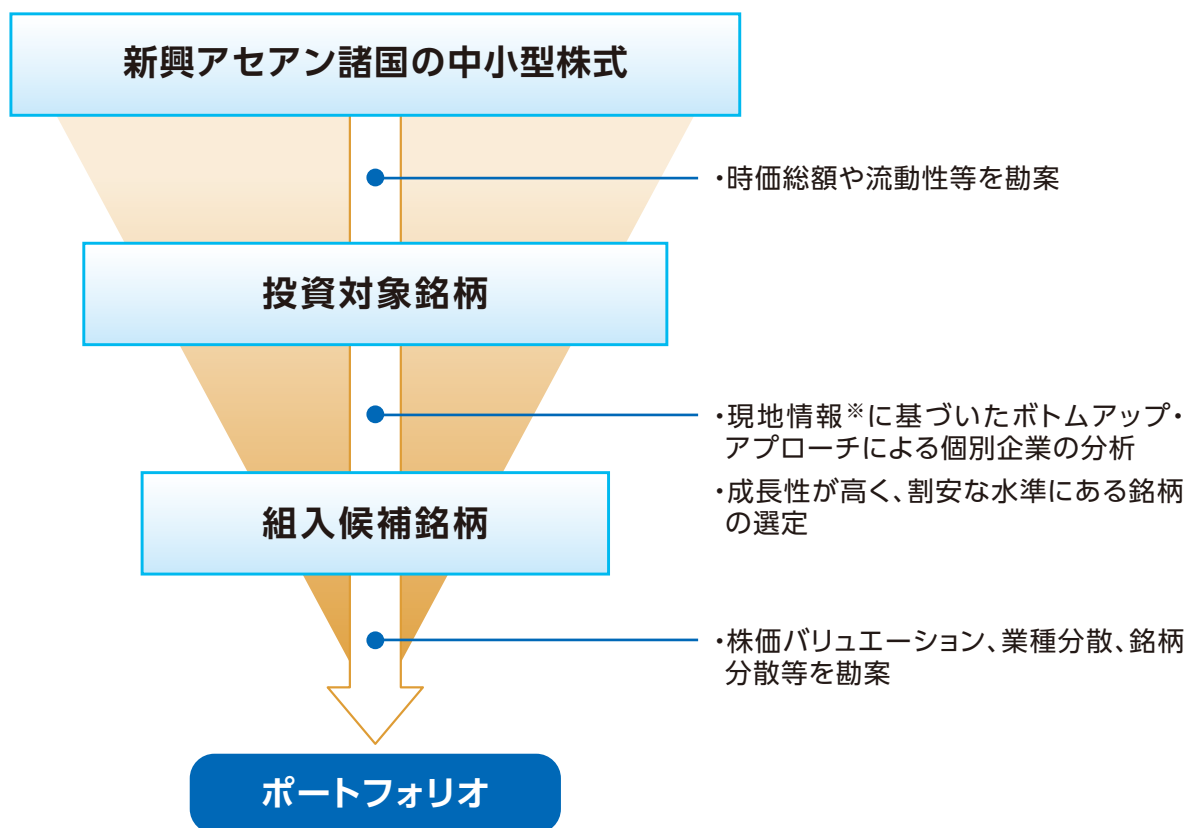 新興アセアン諸国の中小型株式
・時価総額や流動性等を勘案
投資対象銘柄
・現地情報※に基づいたボトムアップ・
アプローチによる個別企業の分析
・成長性が高く、割安な水準にある銘柄
の選定
組入候補銘柄
・株価バリュエーション、業種分散、銘柄
分散等を勘案
ポートフォリオ